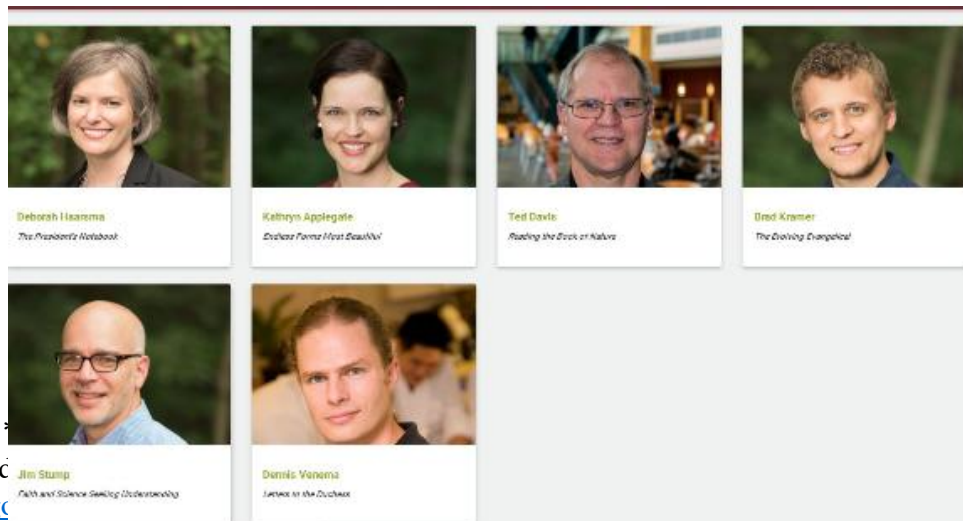 Deborah Haarsma
The President's Notebook
Kathryn Applegate
Endless Forms Most Beautiful
Ted Davis
Reading the Book of Nature
Brad Kramer
The Evolving Evangelical
Jim Stump
Faith and Science Seeking Understanding
Dennis Venema
Letters to the Duchess